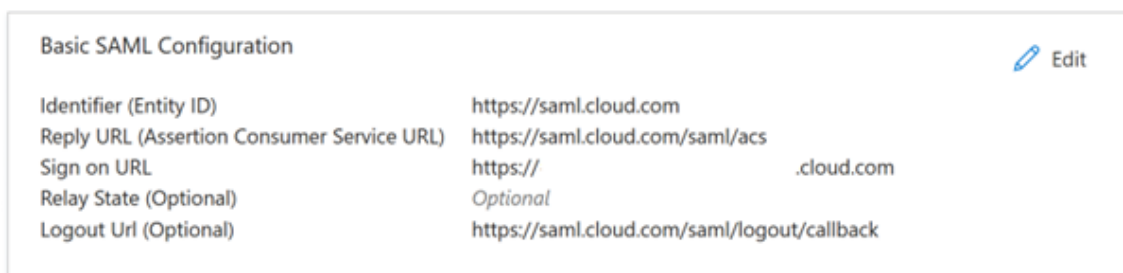 Basic SAML Configuration
Edit
Identifier (Entity ID) https://saml.cloud.com
Reply URL (Assertion Consumer Service URL) https://saml.cloud.com/saml/acs
Sign on URL https:// .cloud.com
Relay State (Optional) Optional
Logout Url (Optional) https://saml.cloud.com/saml/logout/callback